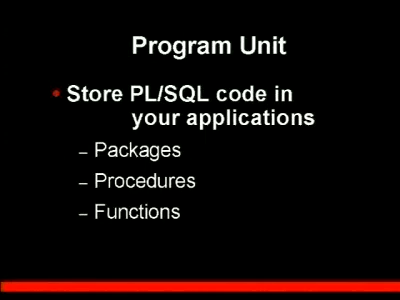 Program Unit
• Store PL/SQL code in
your applications
– Packages
– Procedures
– Functions